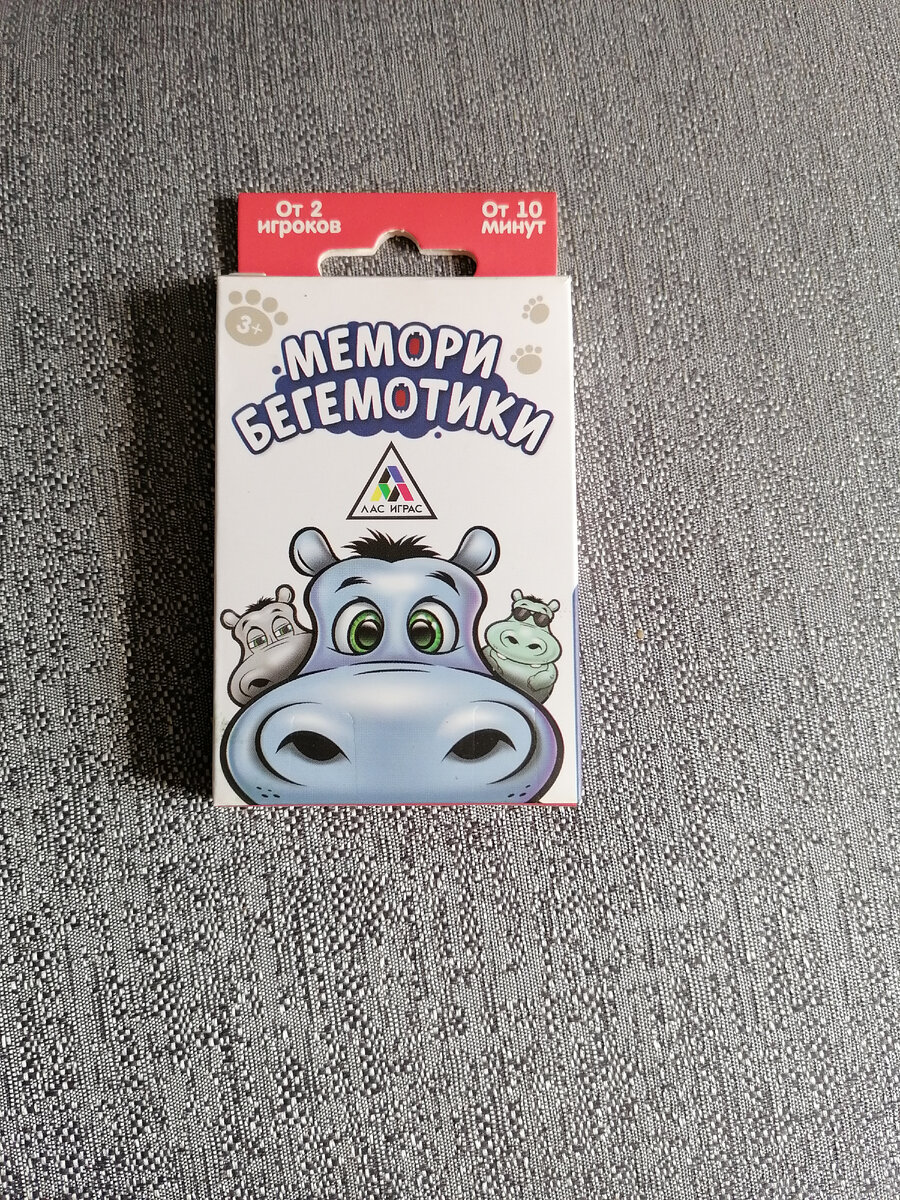 От 2
игроков
От 10
минут
3+
МЕМОРИ
БЕГЕМОТИКИ
ЛАС ИГРАС